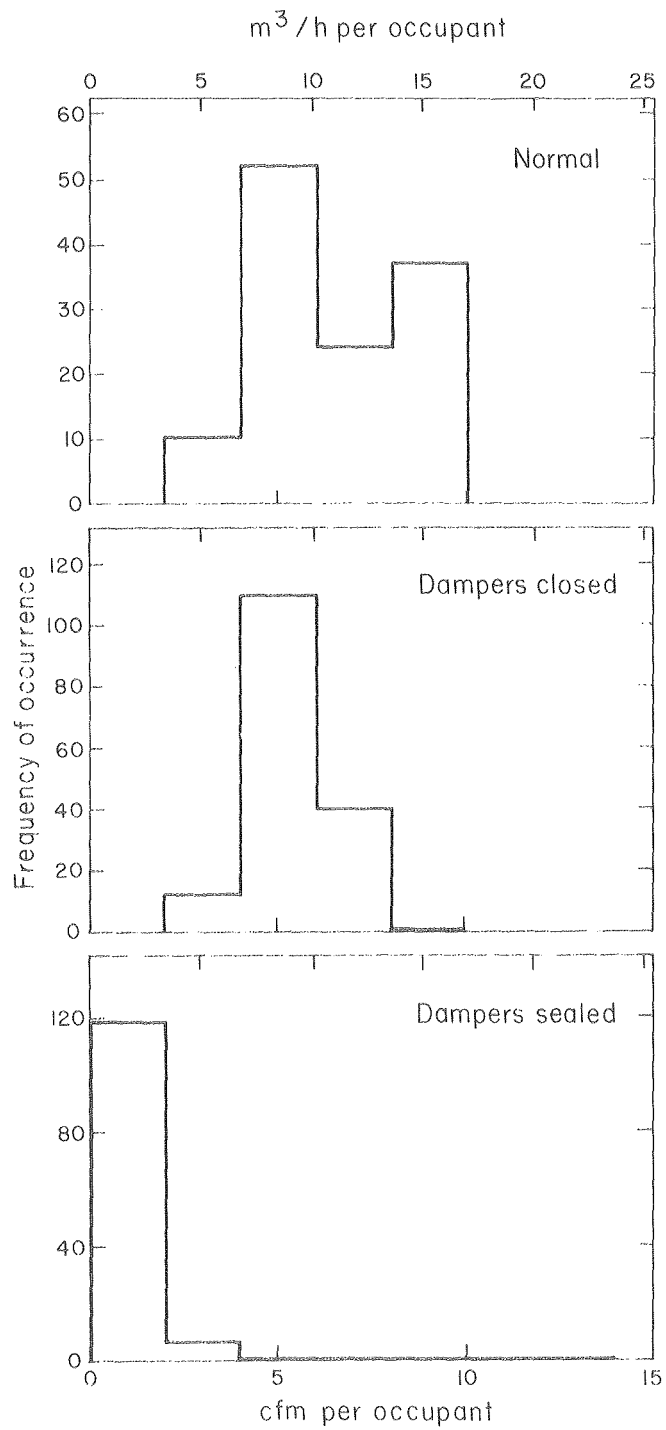 m³/h per occupant
0 5 10 15 20 25
Normal
60
50
40
30
20
10
0
Frequency of occurrence
Dampers closed
120
100
80
60
40
20
0
Dampers sealed
120
80
40
0
0 5 10
cfm per occupant